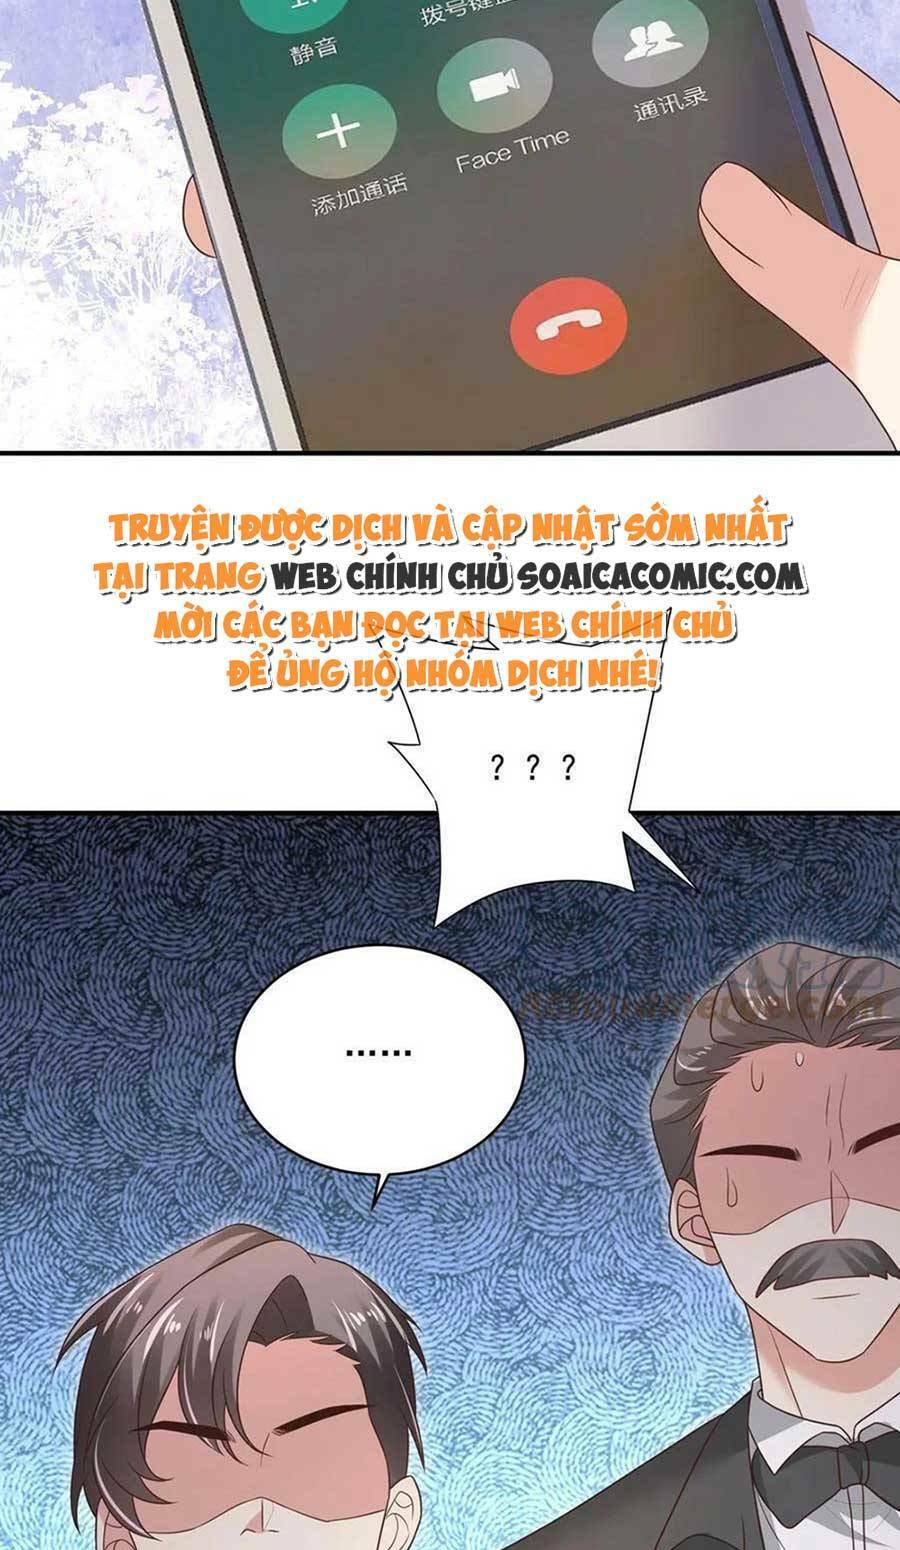 静音
拨号键盘
添加通话
Face Time
通讯录
TRUYỆN ĐƯỢC DỊCH VÀ CẬP NHẬT SỚM NHẤT
TẠI TRANG WEB CHÍNH CHỦ SOAICACOMIC.COM
MỜI CÁC BẠN ĐỌC TẠI WEB CHÍNH CHỦ
ĐỂ ỦNG HỘ NHÓM DỊCH NHÉ!
? ? ?
......